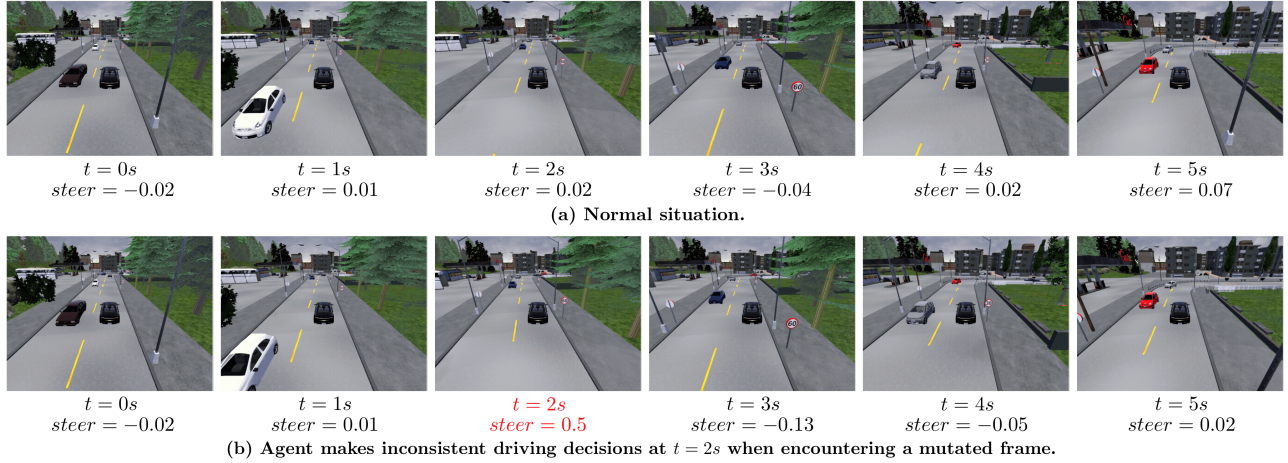 t = 0s t = 1s t = 2s t = 3s t = 4s t = 5s
steer = −0.02 steer = 0.01 steer = 0.02 steer = −0.04 steer = 0.02 steer = 0.07
(a) Normal situation.
t = 0s t = 1s t = 2s t = 3s t = 4s t = 5s
steer = −0.02 steer = 0.01 steer = 0.5 steer = −0.13 steer = −0.05 steer = 0.02
(b) Agent makes inconsistent driving decisions at t = 2s when encountering a mutated frame.
60
60